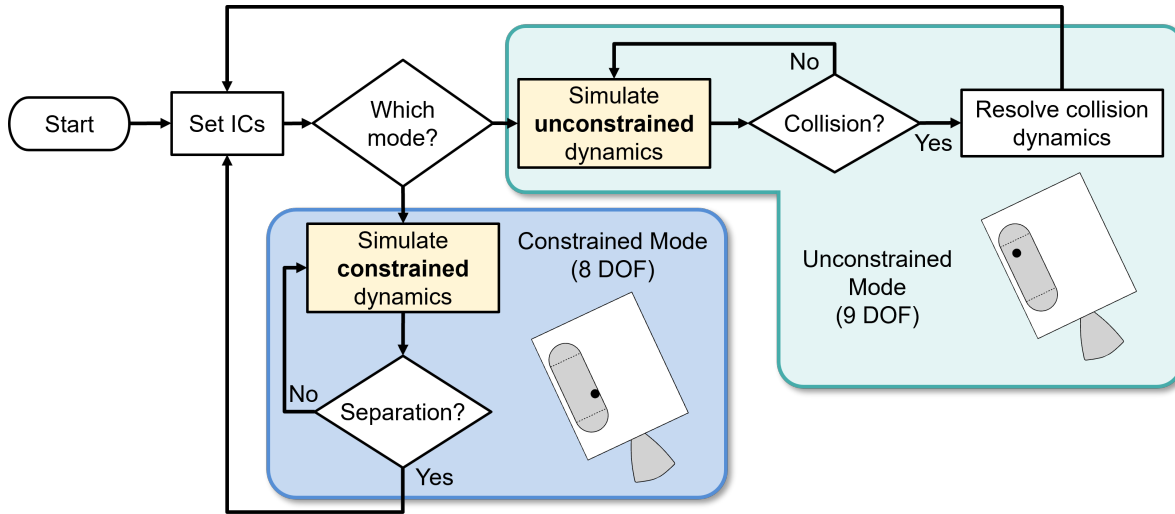 Start
Set ICs
Which
mode?
Simulate
unconstrained
dynamics
No
Collision?
Yes
Resolve collision
dynamics
Simulate
constrained
dynamics
Constrained Mode
(8 DOF)
Unconstrained
Mode
(9 DOF)
No
Separation?
Yes